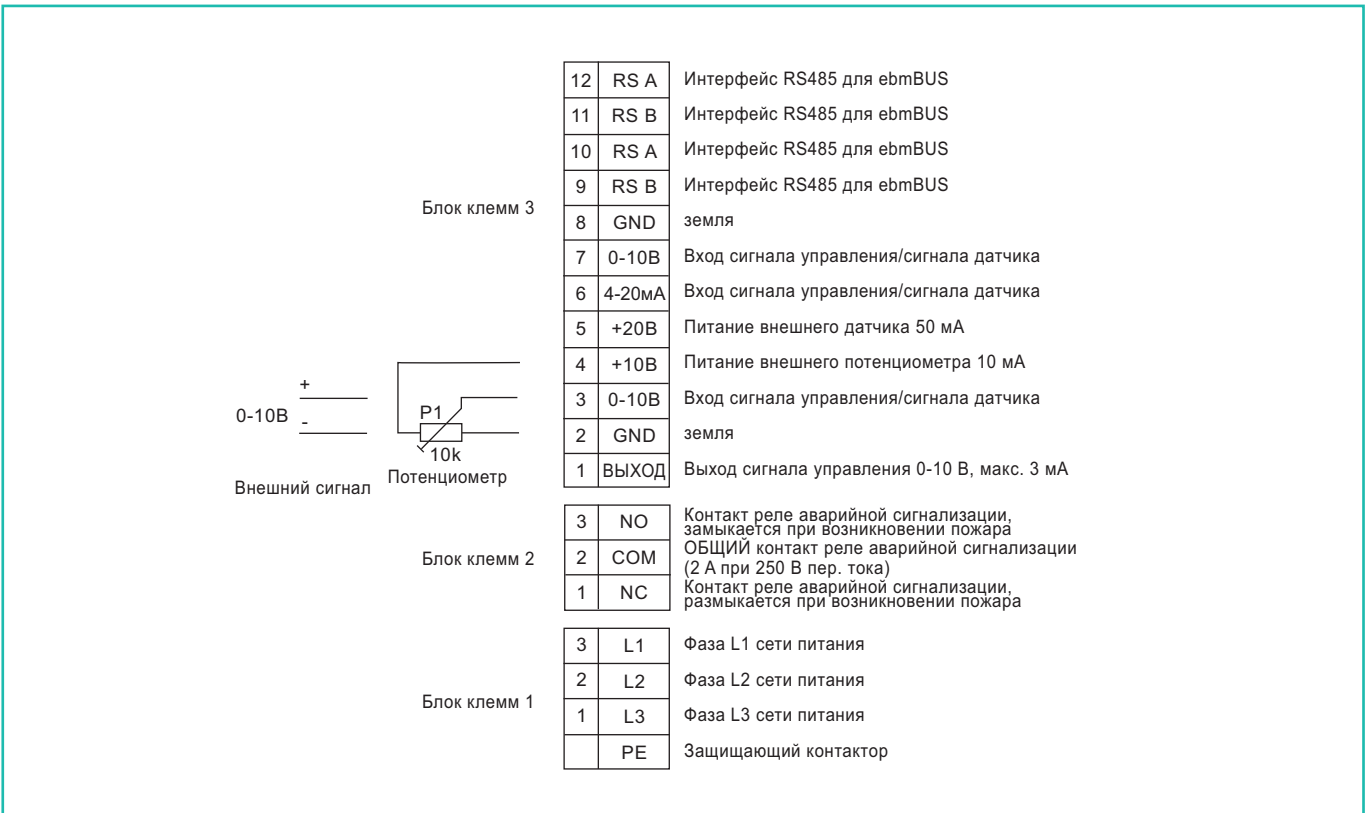 12 RS A Интерфейс RS485 для ebmBUS
11 RS B Интерфейс RS485 для ebmBUS
10 RS A Интерфейс RS485 для ebmBUS
9 RS B Интерфейс RS485 для ebmBUS
Блок клемм 3
8 GND земля
7 0-10В Вход сигнала управления/сигнала датчика
6 4-20мА Вход сигнала управления/сигнала датчика
5 +20В Питание внешнего датчика 50 мА
4 +10В Питание внешнего потенциометра 10 мА
3 0-10В Вход сигнала управления/сигнала датчика
2 GND земля
1 ВЫХОД Выход сигнала управления 0-10 В, макс. 3 мА
+
0-10В
-
Внешний сигнал
P1
10k
Потенциометр
Блок клемм 2
3 NO Контакт реле аварийной сигнализации,
замыкается при возникновении пожара
2 COM ОБЩИЙ контакт реле аварийной сигнализации
(2 А при 250 В пер. тока)
1 NC Контакт реле аварийной сигнализации,
размыкается при возникновении пожара
Блок клемм 1
3 L1 Фаза L1 сети питания
2 L2 Фаза L2 сети питания
1 L3 Фаза L3 сети питания
PE Защищающий контактор